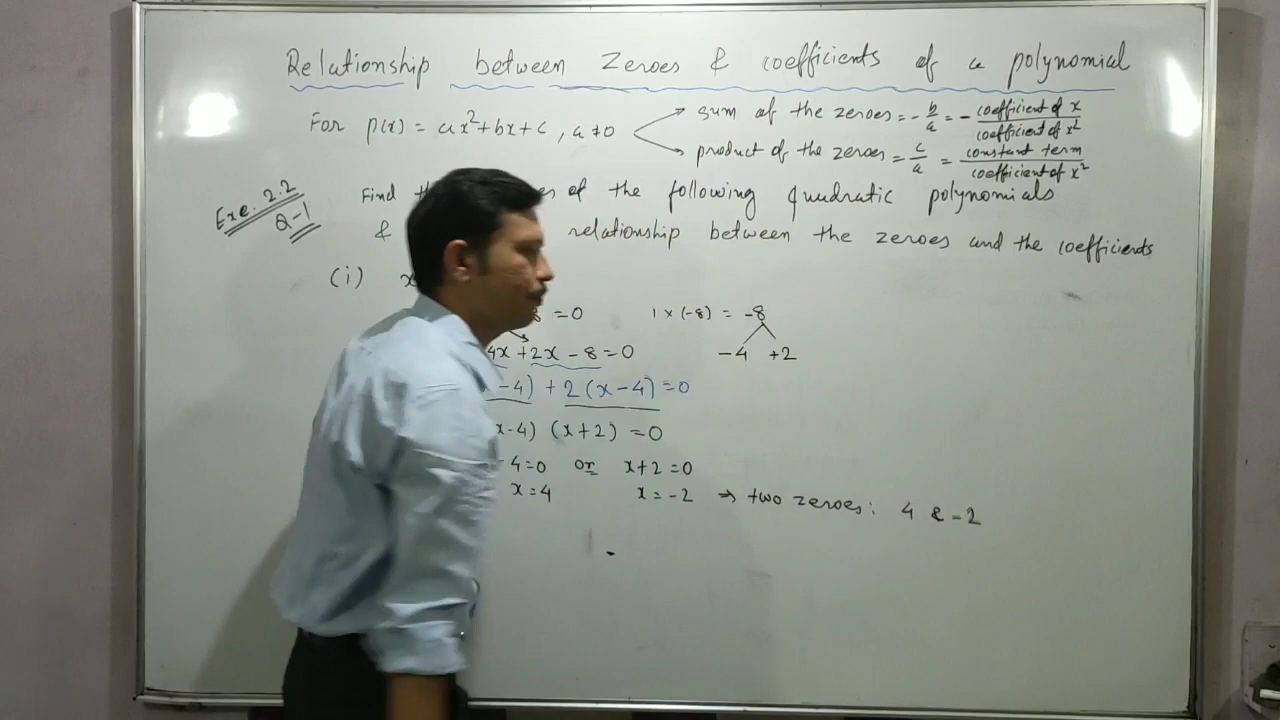 Relationship between Zeroes & coefficients of a polynomial
For p(x) = ax²+bx+c , a≠0
sum of the zeroes = - b/a = - coefficient of x / coefficient of x²
product of the zeroes = c/a = constant term / coefficient of x²
Exe. 2.2
Q-1
Find of the following quadratic polynomials
& relationship between the zeroes and the coefficients
(i) x
8 = 0
1 × (-8) = -8
4x + 2x - 8 = 0
-4 +2
-4) + 2(x-4) = 0
x-4) (x+2) = 0
4 = 0 or x+2 = 0
x = 4 x = -2 ⇒ two zeroes: 4 & -2